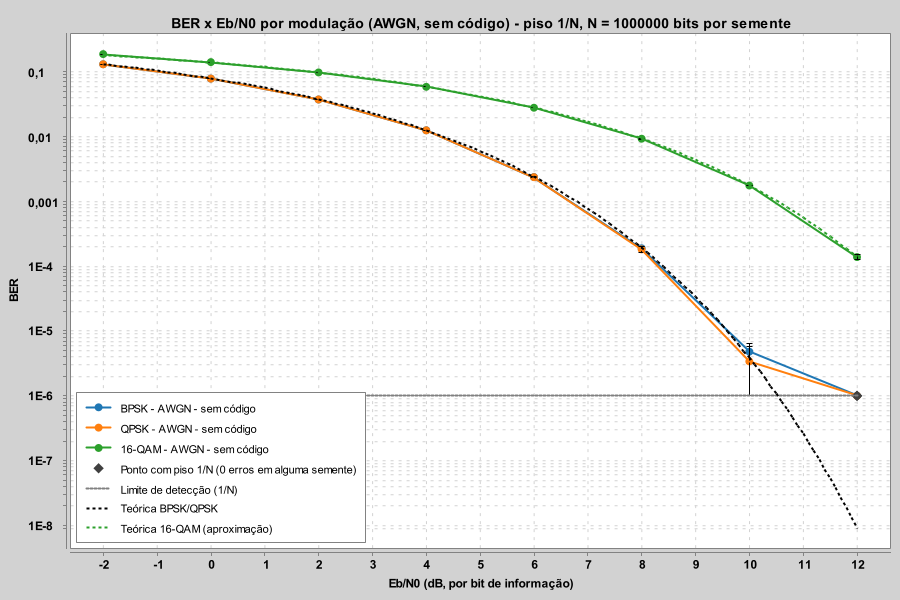 BER x Eb/N0 por modulação (AWGN, sem código) - piso 1/N, N = 1000000 bits por semente
0,1
0,01
0,001
1E-4
1E-5
1E-6
1E-7
1E-8
BER
BPSK - AWGN - sem código
QPSK - AWGN - sem código
16-QAM - AWGN - sem código
Ponto com piso 1/N (0 erros em alguma semente)
Limite de detecção (1/N)
Teórica BPSK/QPSK
Teórica 16-QAM (aproximação)
-2 -1 0 1 2 3 4 5 6 7 8 9 10 11 12
Eb/N0 (dB, por bit de informação)